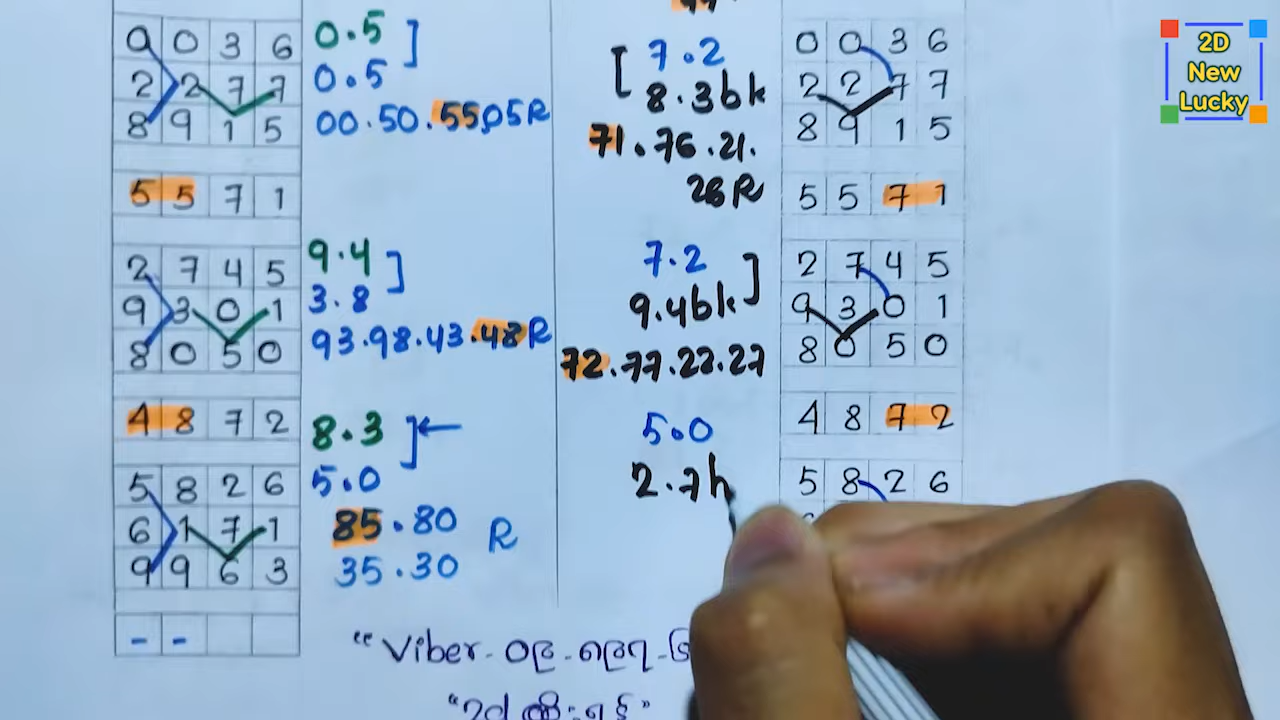 0 0 3 6
2 2 7 7
8 9 1 5
5 5 7 1
2 7 4 5
9 3 0 1
8 0 5 0
4 8 7 2
5 8 2 6
6 1 7 1
9 9 6 3
- -
0.5 ]
0.5
00.50.55.05R
9.4 ]
3.8
93.98.43.48R
8.3 ]←
5.0
85.80 R
35.30
[ 7.2
8.3bk
71.76.21.
26R
7.2 ]
9.4bk
72.77.22.27
5.0
2.7
0 0 3 6
2 2 7 7
8 9 1 5
5 5 7 1
2 7 4 5
9 3 0 1
8 0 5 0
4 8 7 2
5 8 2 6
"Viber-
2D
New
Lucky